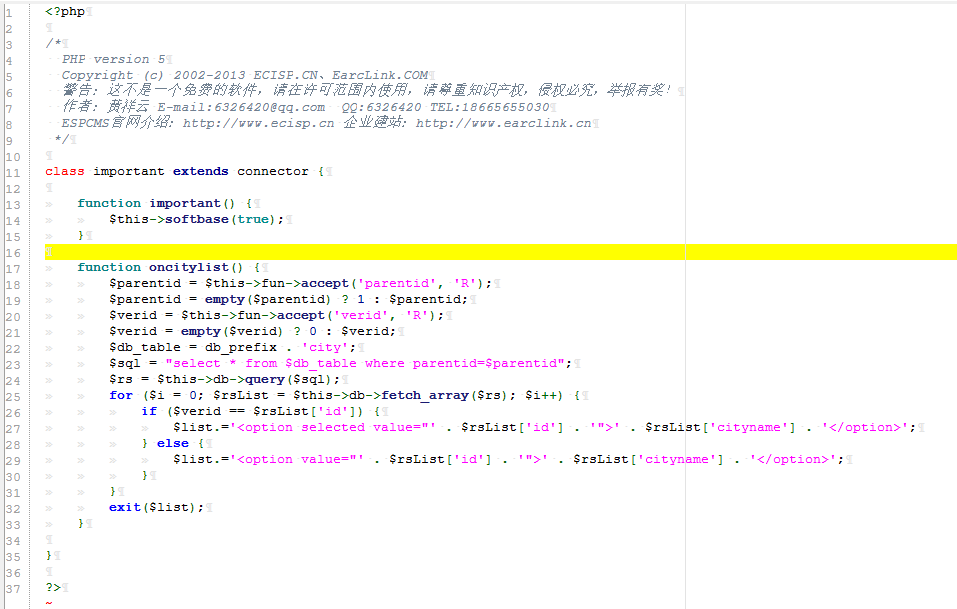 1 <?php
2
3 /*
4 PHP version 5
5 Copyright (c) 2002-2013 ECISP.CN、EarcLink.COM
6 警告: 这不是一个免费的软件，请在许可范围内使用，请尊重知识产权，侵权必究，举报有奖!
7 作者: 黄祥云 E-mail:6326420@qq.com QQ:6326420 TEL:18665655030
8 ESPCMS官网介绍: http://www.ecisp.cn 企业建站: http://www.earclink.cn
9 */
10
11 class important extends connector {
12
13 function important() {
14 $this->softbase(true);
15 }
16
17 function oncitylist() {
18 $parentid = $this->fun->accept('parentid', 'R');
19 $parentid = empty($parentid) ? 1 : $parentid;
20 $verid = $this->fun->accept('verid', 'R');
21 $verid = empty($verid) ? 0 : $verid;
22 $db_table = db_prefix . 'city';
23 $sql = "select * from $db_table where parentid=$parentid";
24 $rs = $this->db->query($sql);
25 for ($i = 0; $rsList = $this->db->fetch_array($rs); $i++) {
26 if ($verid == $rsList['id']) {
27 $list.='<option selected value="' . $rsList['id'] . '">' . $rsList['cityname'] . '</option>';
28 } else {
29 $list.='<option value="' . $rsList['id'] . '">' . $rsList['cityname'] . '</option>';
30 }
31 }
32 exit($list);
33 }
34
35 }
36
37 ?>
~